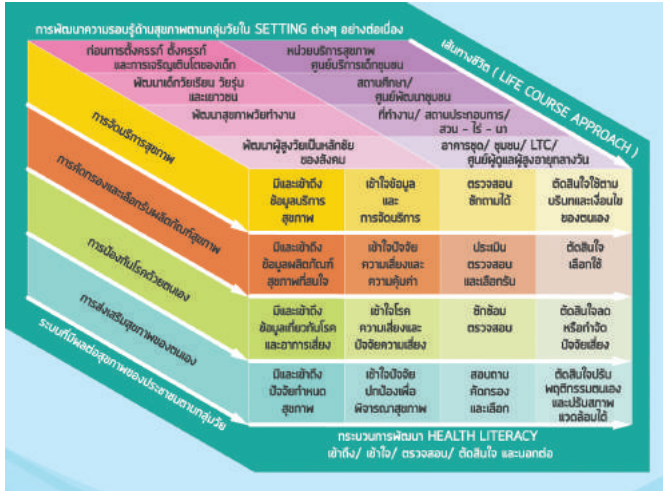 การพัฒนาความรอบรู้ด้านสุขภาพตามกลุ่มวัยใน SETTING ต่างๆ อย่างต่อเนื่อง
เส้นทางชีวิต ( LIFE COURSE APPROACH )
ก่อนการตั้งครรภ์ ตั้งครรภ์
และการเจริญเติบโตของเด็ก
หน่วยบริการสุขภาพ
ศูนย์บริการเด็กชุมชน
พัฒนาเด็กวัยเรียน วัยรุ่น
และเยาวชน
สถานศึกษา/
ศูนย์พัฒนาชุมชน
พัฒนาสุขภาพวัยทำงาน
ที่ทำงาน/ สถานประกอบการ/
สวน - ไร่ - นา
พัฒนาผู้สูงวัยเป็นหลักชัย
ของสังคม
อาคารชุด/ ชุมชน/ LTC/
ศูนย์ผู้ดูแลผู้สูงอายุกลางวัน
การจัดบริการสุขภาพ
มีและเข้าถึง
ข้อมูลบริการ
สุขภาพ
เข้าใจข้อมูล
และ
การจัดบริการ
ตรวจสอบ
ซักถามได้
ตัดสินใจใช้ตาม
บริบทและเงื่อนไข
ของตนเอง
การคัดกรองและเลือกรับผลิตภัณฑ์สุขภาพ
มีและเข้าถึง
ข้อมูลผลิตภัณฑ์
สุขภาพที่สนใจ
เข้าใจปัจจัย
ความเสี่ยงและ
ความคุ้มค่า
ประเมิน
ตรวจสอบ
และเลือกรับ
ตัดสินใจ
เลือกใช้
การป้องกันโรคด้วยตนเอง
มีและเข้าถึง
ข้อมูลเกี่ยวกับโรค
และอาการเสี่ยง
เข้าใจโรค
ความเสี่ยงและ
ปัจจัยความเสี่ยง
ซักซ้อม
ตรวจสอบ
ตัดสินใจลด
หรือกำจัด
ปัจจัยเสี่ยง
การส่งเสริมสุขภาพของตนเอง
มีและเข้าถึง
ปัจจัยกำหนด
สุขภาพ
เข้าใจปัจจัย
ปกป้องเพื่อ
พิจารณาสุขภาพ
สอบถาม
คัดกรอง
และเลือก
ตัดสินใจปรับ
พฤติกรรมตนเอง
และปรับสภาพ
แวดล้อมได้
ระบบที่มีผลต่อสุขภาพของประชาชนตามกลุ่มวัย
กระบวนการพัฒนา HEALTH LITERACY
เข้าถึง/ เข้าใจ/ ตรวจสอบ/ ตัดสินใจ และบอกต่อ